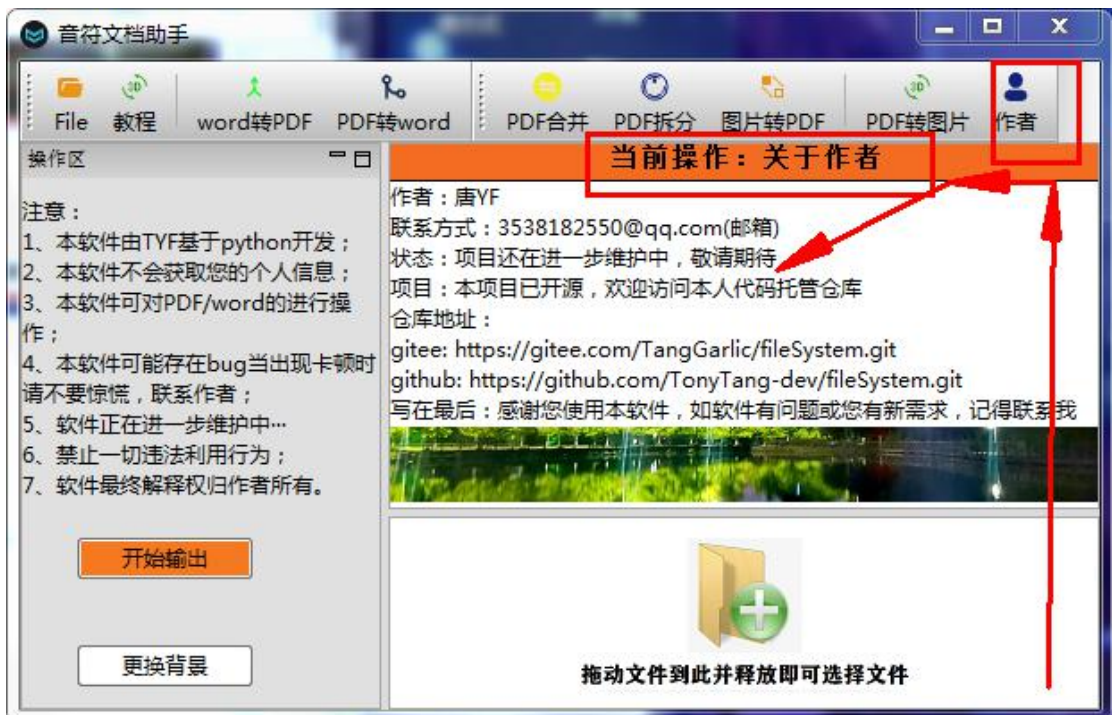 音符文档助手
File 教程 word转PDF PDF转word PDF合并 PDF拆分 图片转PDF PDF转图片 作者
操作区
当前操作：关于作者
注意：
1、本软件由TYF基于python开发；
2、本软件不会获取您的个人信息；
3、本软件可对PDF/word的进行操
作；
4、本软件可能存在bug当出现卡顿时
请不要惊慌，联系作者；
5、软件正在进一步维护中…
6、禁止一切违法利用行为；
7、软件最终解释权归作者所有。
开始输出
更换背景
作者：唐YF
联系方式：3538182550@qq.com(邮箱)
状态：项目还在进一步维护中，敬请期待
项目：本项目已开源，欢迎访问本人代码托管仓库
仓库地址：
gitee: https://gitee.com/TangGarlic/fileSystem.git
github: https://github.com/TonyTang-dev/fileSystem.git
写在最后：感谢您使用本软件，如软件有问题或您有新需求，记得联系我
拖动文件到此并释放即可选择文件